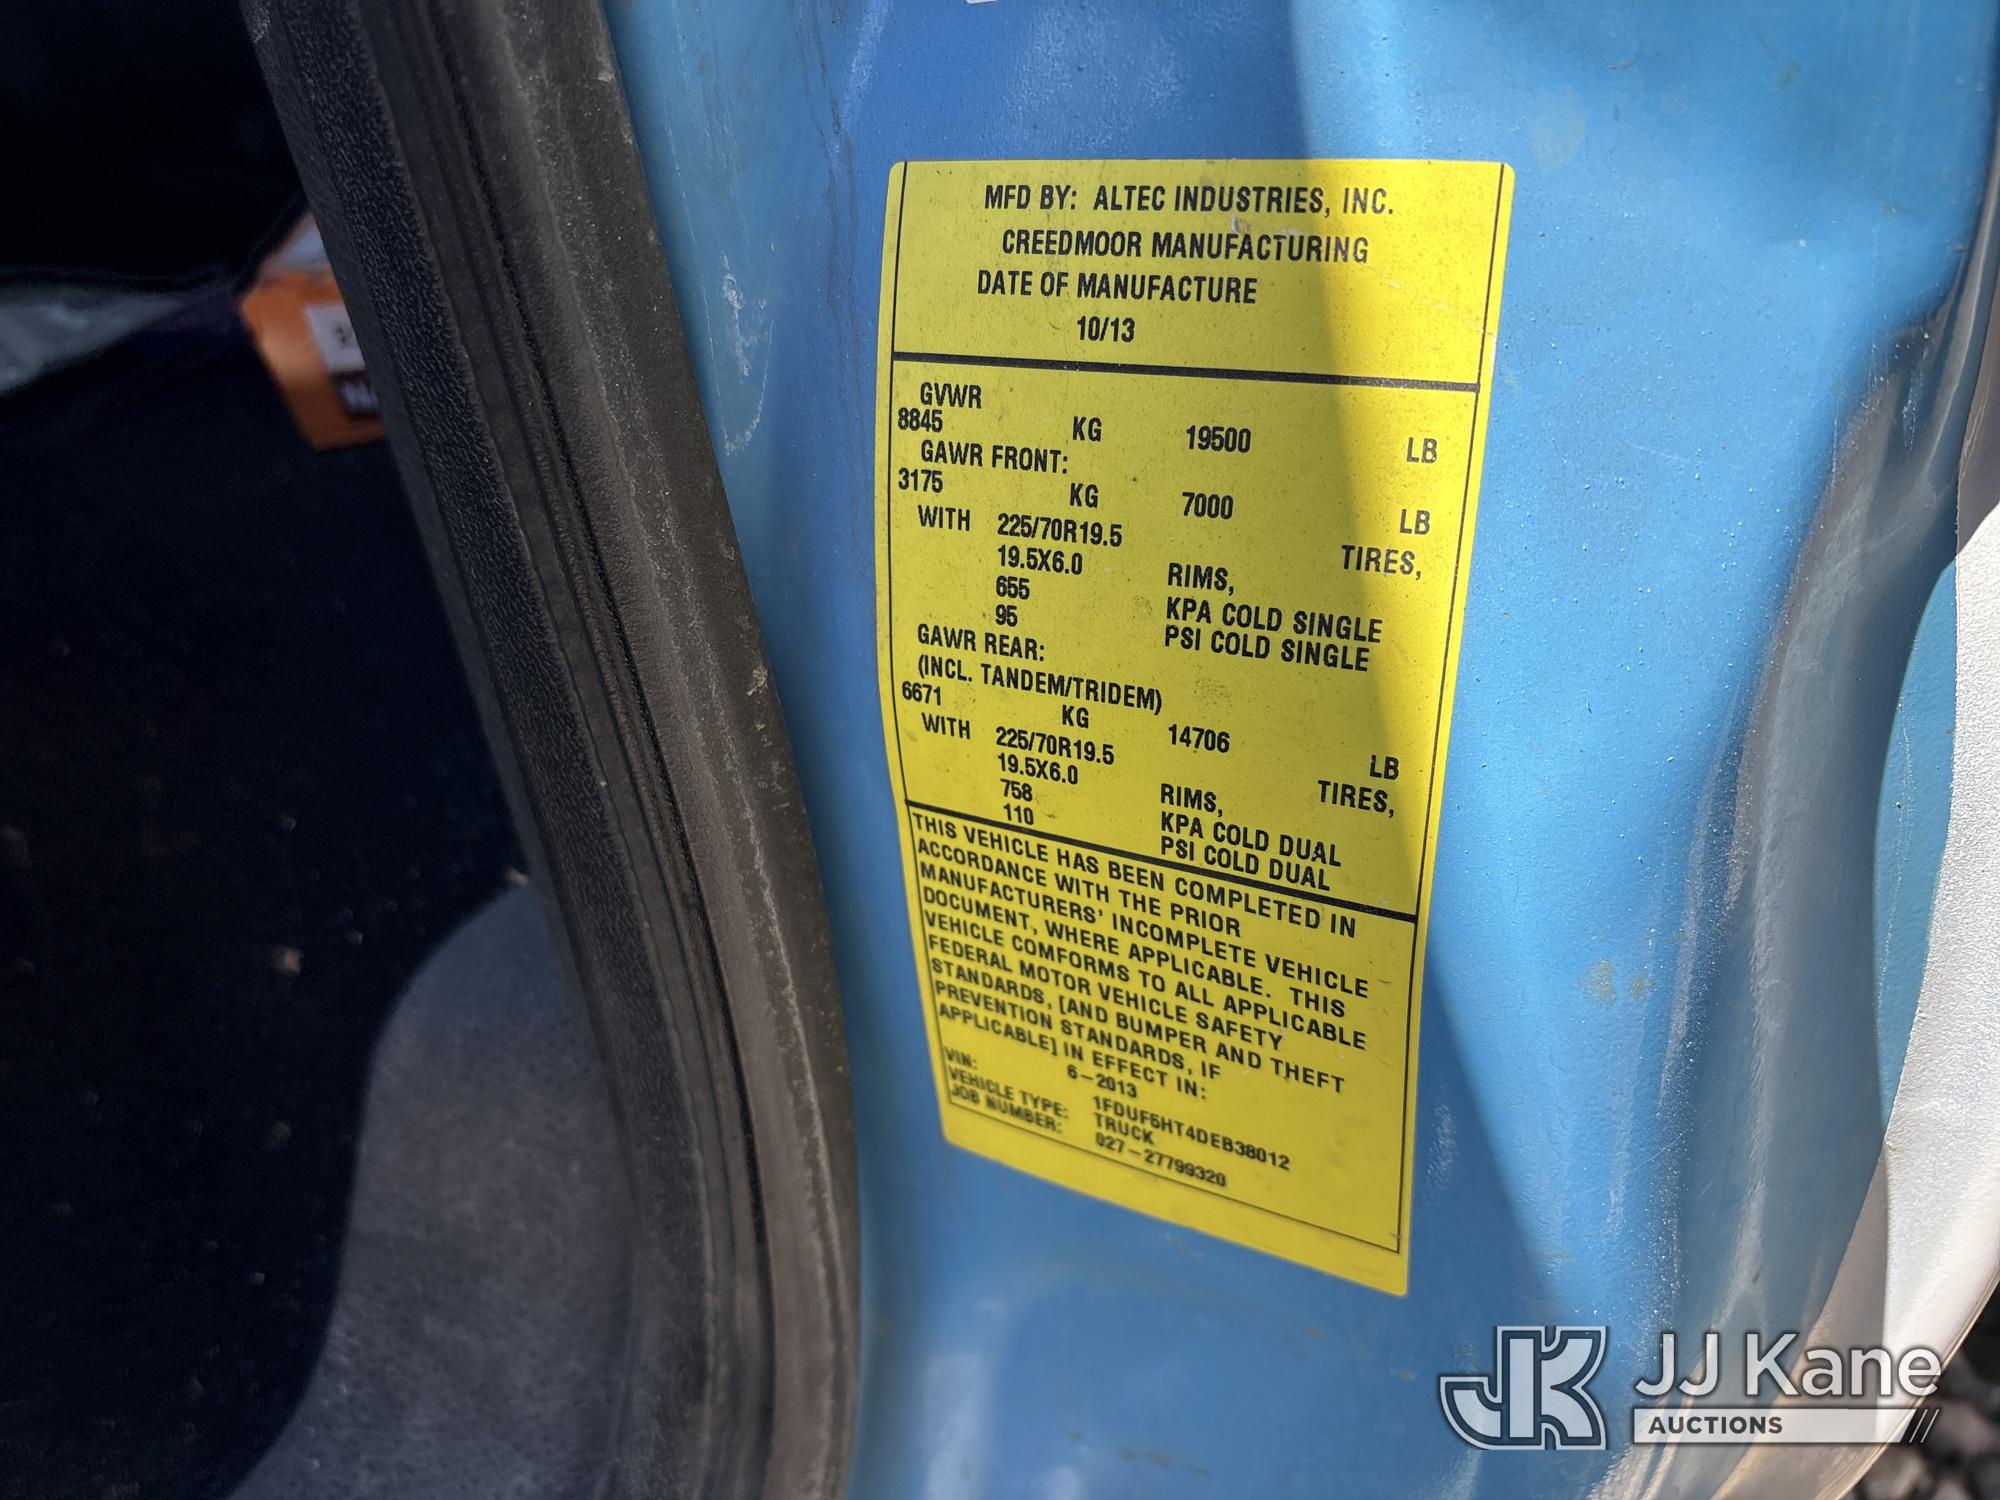 MFD BY: ALTEC INDUSTRIES, INC.
CREEDMOOR MANUFACTURING
DATE OF MANUFACTURE
10/13
GVWR
8845 KG 19500 LB
GAWR FRONT:
3175 KG 7000 LB
WITH 225/70R19.5 TIRES,
19.5X6.0 RIMS,
655 KPA COLD SINGLE
95 PSI COLD SINGLE
GAWR REAR:
(INCL. TANDEM/TRIDEM)
6671 KG 14706 LB
WITH 225/70R19.5 TIRES,
19.5X6.0 RIMS,
758 KPA COLD DUAL
110 PSI COLD DUAL
THIS VEHICLE HAS BEEN COMPLETED IN
ACCORDANCE WITH THE PRIOR
MANUFACTURERS' INCOMPLETE VEHICLE
DOCUMENT, WHERE APPLICABLE. THIS
VEHICLE COMFORMS TO ALL APPLICABLE
FEDERAL MOTOR VEHICLE SAFETY
STANDARDS, [AND BUMPER AND THEFT
PREVENTION STANDARDS, IF
APPLICABLE] IN EFFECT IN:
6-2013
VIN: 1FDUF5HT4DEB38012
VEHICLE TYPE: TRUCK
JOB NUMBER: 027-27799320
JK JJ Kane
AUCTIONS